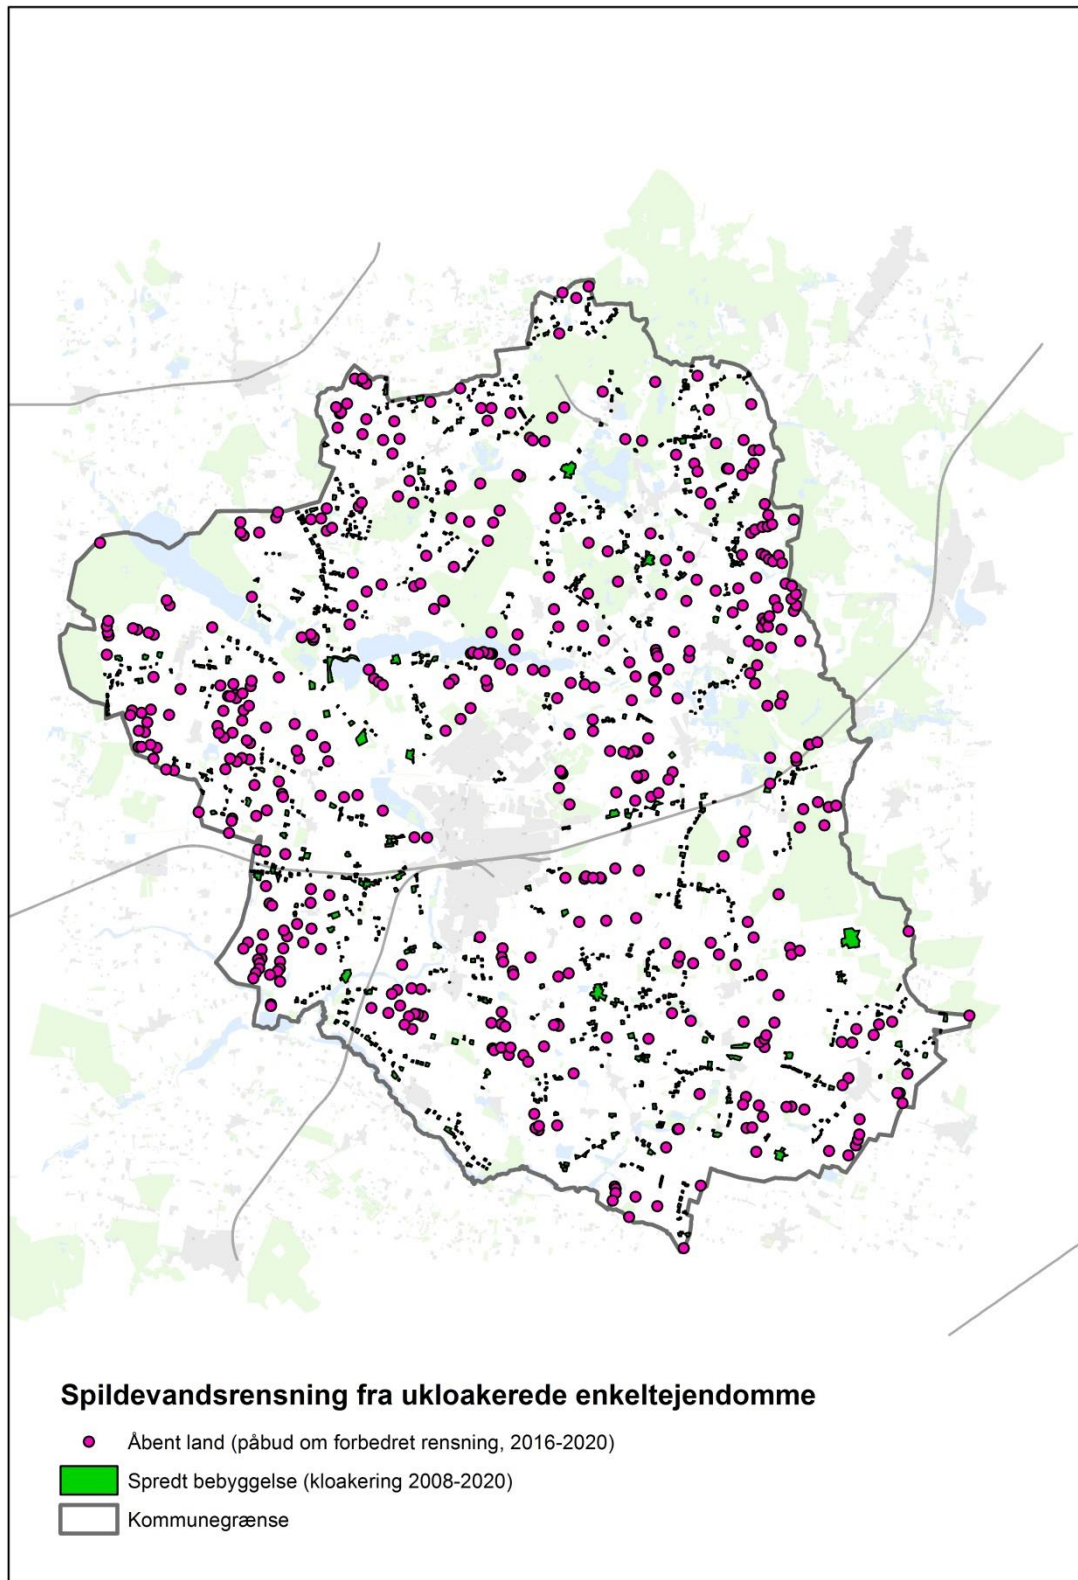 Spildevandsrensning fra ukloakerede enkeltejendomme
Åbent land (påbud om forbedret rensning, 2016-2020)
Spredt bebyggelse (kloakering 2008-2020)
Kommunegrænse